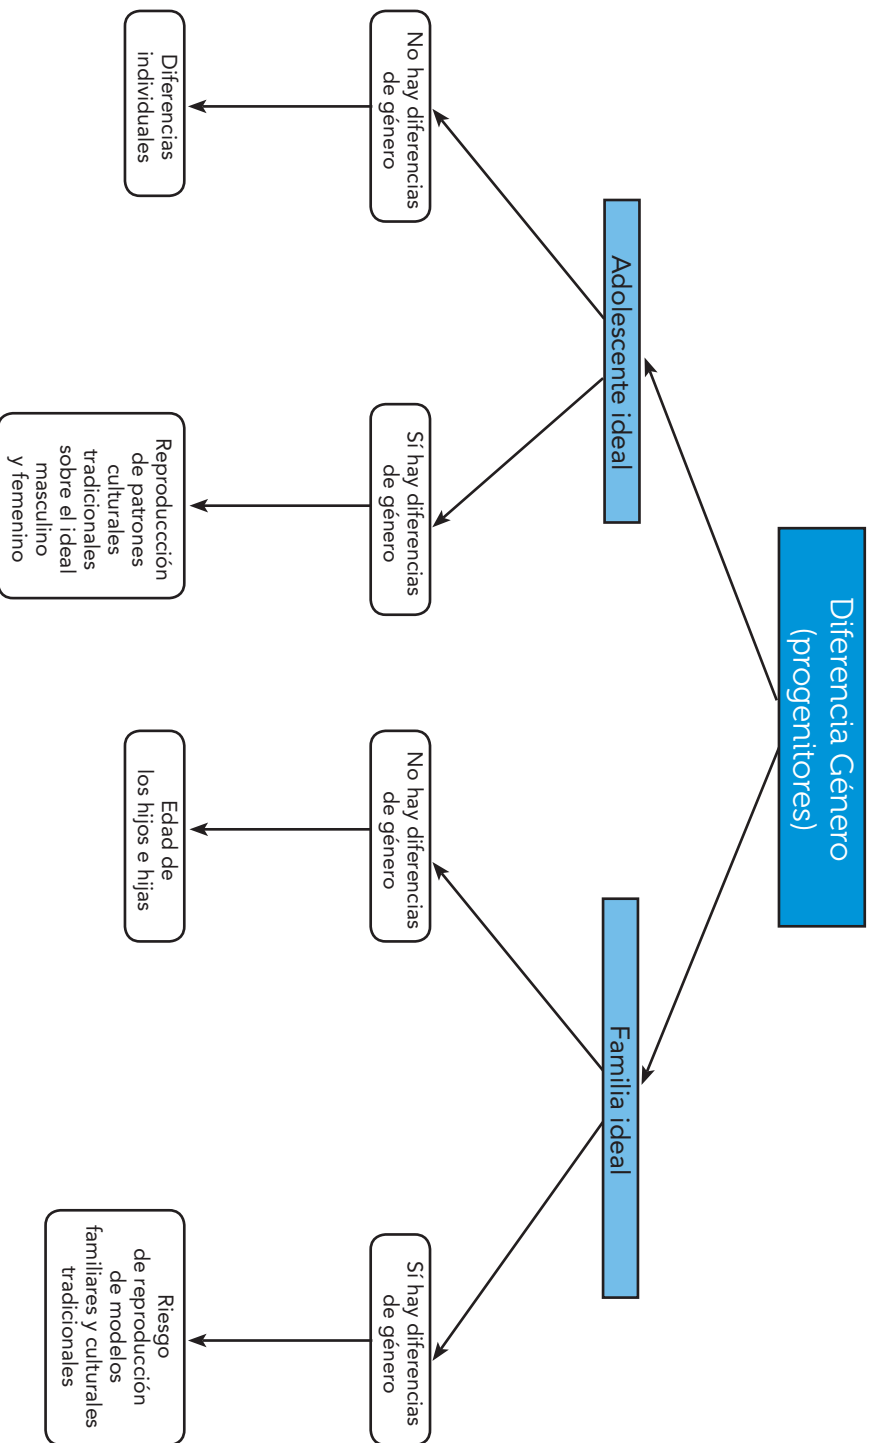 Diferencia Género
(progenitores)
Adolescente ideal
Familia ideal
No hay diferencias
de género
Sí hay diferencias
de género
No hay diferencias
de género
Sí hay diferencias
de género
Diferencias
individuales
Reproduccción
de patrones
culturales
tradicionales
sobre el ideal
masculino
y femenino
Edad de
los hijos e hijas
Riesgo
de reproducción
de modelos
familiares y culturales
tradicionales